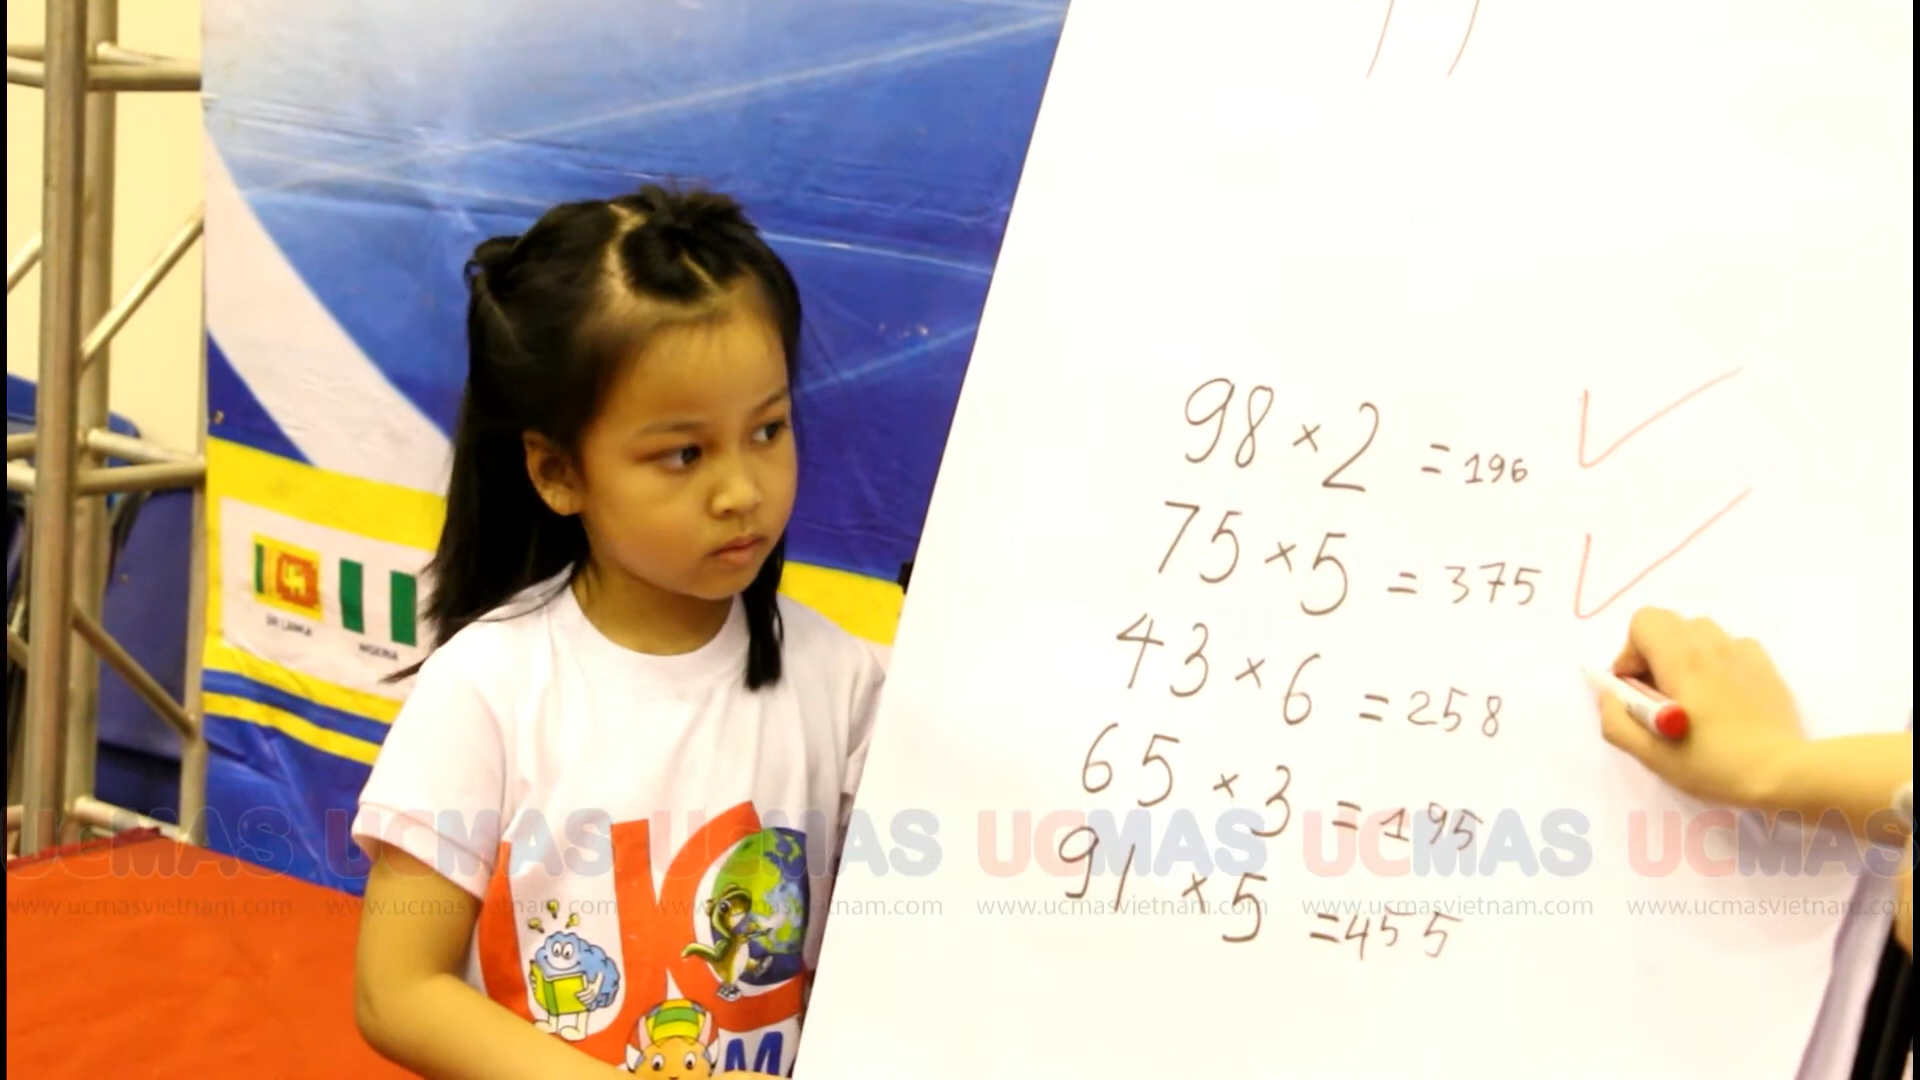 98 × 2 = 196
75 × 5 = 375
43 × 6 = 258
65 × 3 = 195
91 × 5 = 455
SRI LANKA
NIGERIA
UC
M
UCMAS UCMAS UCMAS UCMAS UCMAS UCMAS
www.ucmasvietnam.com www.ucmasvietnam.com www.ucmasvietnam.com www.ucmasvietnam.com www.ucmasvietnam.com www.ucmasvietnam.com